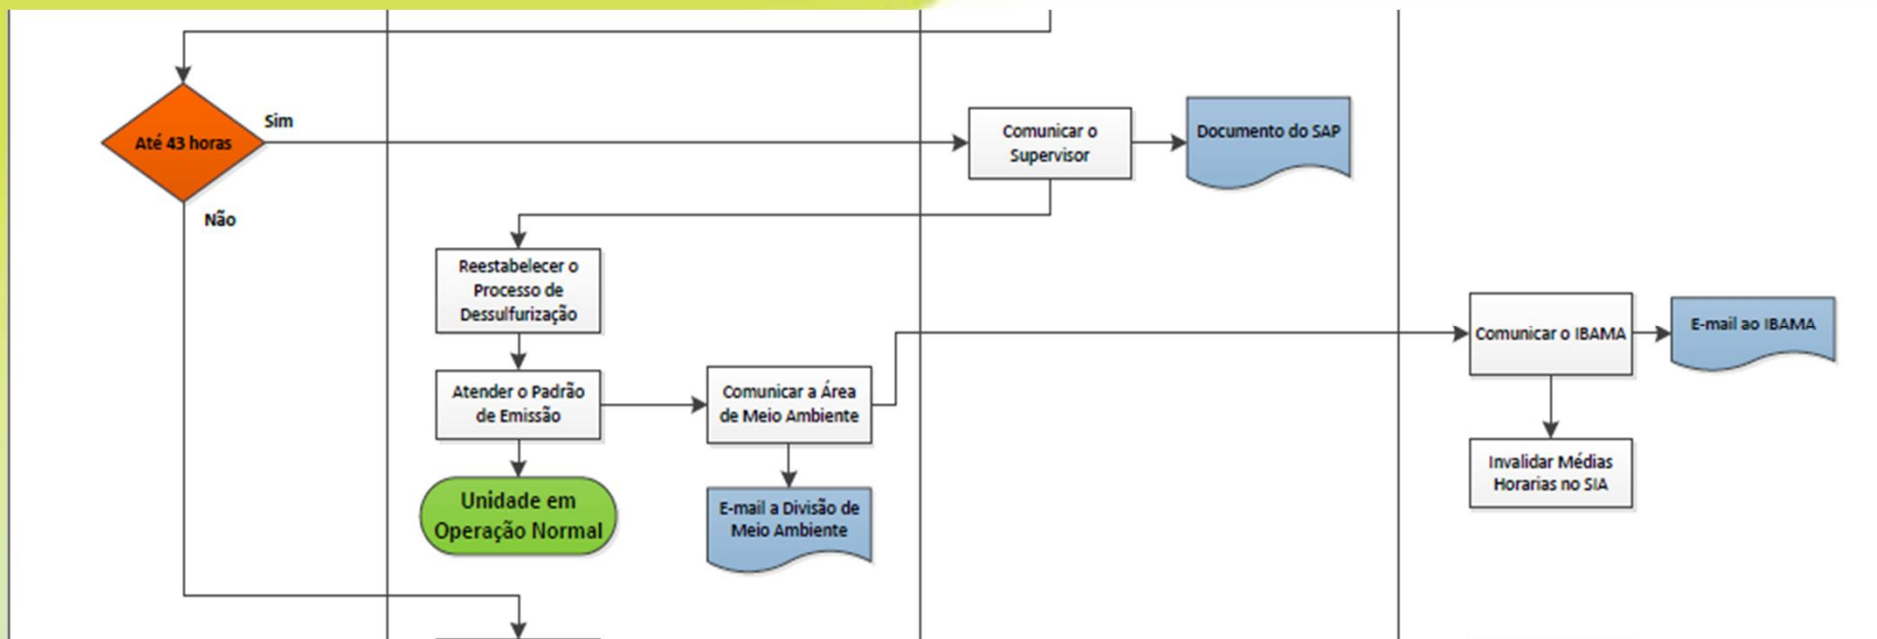 Até 43 horas
Sim
Não
Comunicar o
Supervisor
Documento do SAP
Reestabelecer o
Processo de
Dessulfurização
Atender o Padrão
de Emissão
Comunicar a Área
de Meio Ambiente
Comunicar o IBAMA
E-mail ao IBAMA
Unidade em
Operação Normal
E-mail a Divisão de
Meio Ambiente
Invalidar Médias
Horarias no SIA